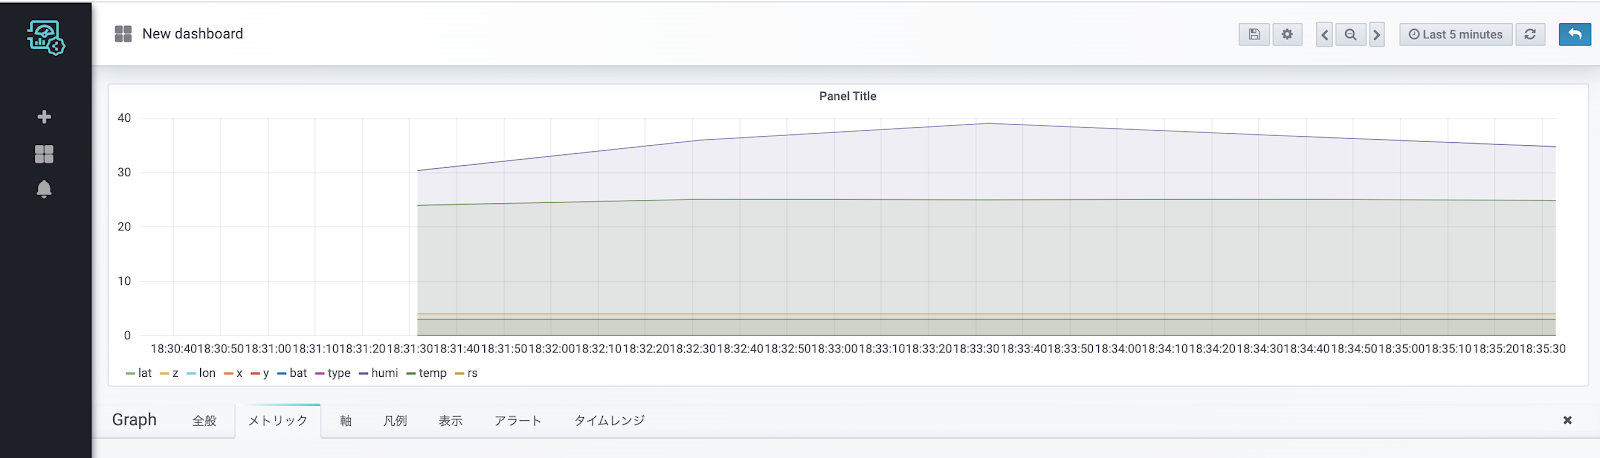 New dashboard
Last 5 minutes
Panel Title
40
30
20
10
0
18:30:40 18:30:50 18:31:00 18:31:10 18:31:20 18:31:30 18:31:40 18:31:50 18:32:00 18:32:10 18:32:20 18:32:30 18:32:40 18:32:50 18:33:00 18:33:10 18:33:20 18:33:30 18:33:40 18:33:50 18:34:00 18:34:10 18:34:20 18:34:30 18:34:40 18:34:50 18:35:00 18:35:10 18:35:20 18:35:30
lat z lon x y bat type humi temp rs
Graph 全般 メトリック 軸 凡例 表示 アラート タイムレンジ